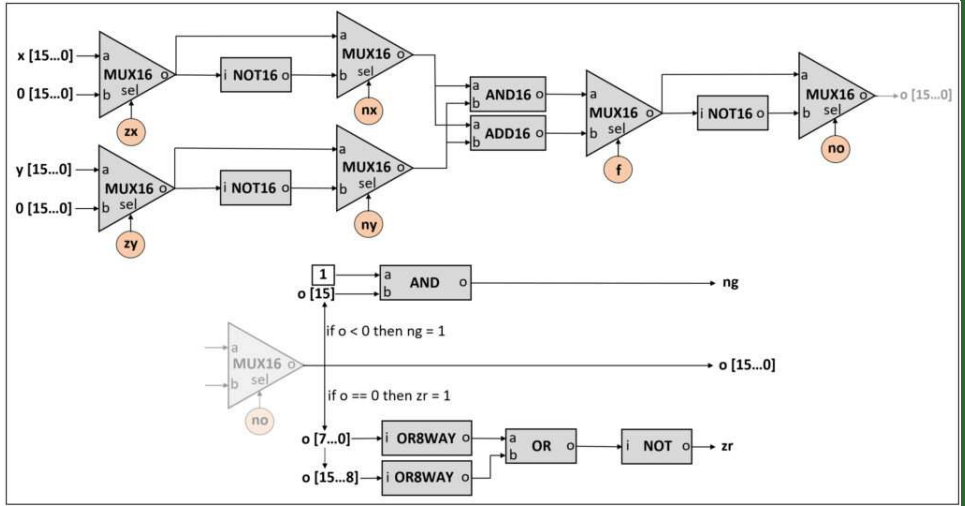 x [15...0]
a
MUX16 o
0 [15...0]
b
sel
zx
i NOT16 o
a
MUX16 o
b
sel
nx
y [15...0]
a
MUX16 o
0 [15...0]
b
sel
zy
i NOT16 o
a
MUX16 o
b
sel
ny
a
b
AND16 o
a
b
ADD16 o
a
MUX16 o
b
sel
f
i NOT16 o
a
MUX16 o
b
sel
no
o [15...0]
1
o [15]
a
b
AND
o
ng
if o < 0 then ng = 1
a
MUX16 o
b
sel
no
o [15...0]
if o == 0 then zr = 1
o [7...0]
i OR8WAY o
o [15...8]
i OR8WAY o
a
b
OR
o
i NOT o
zr